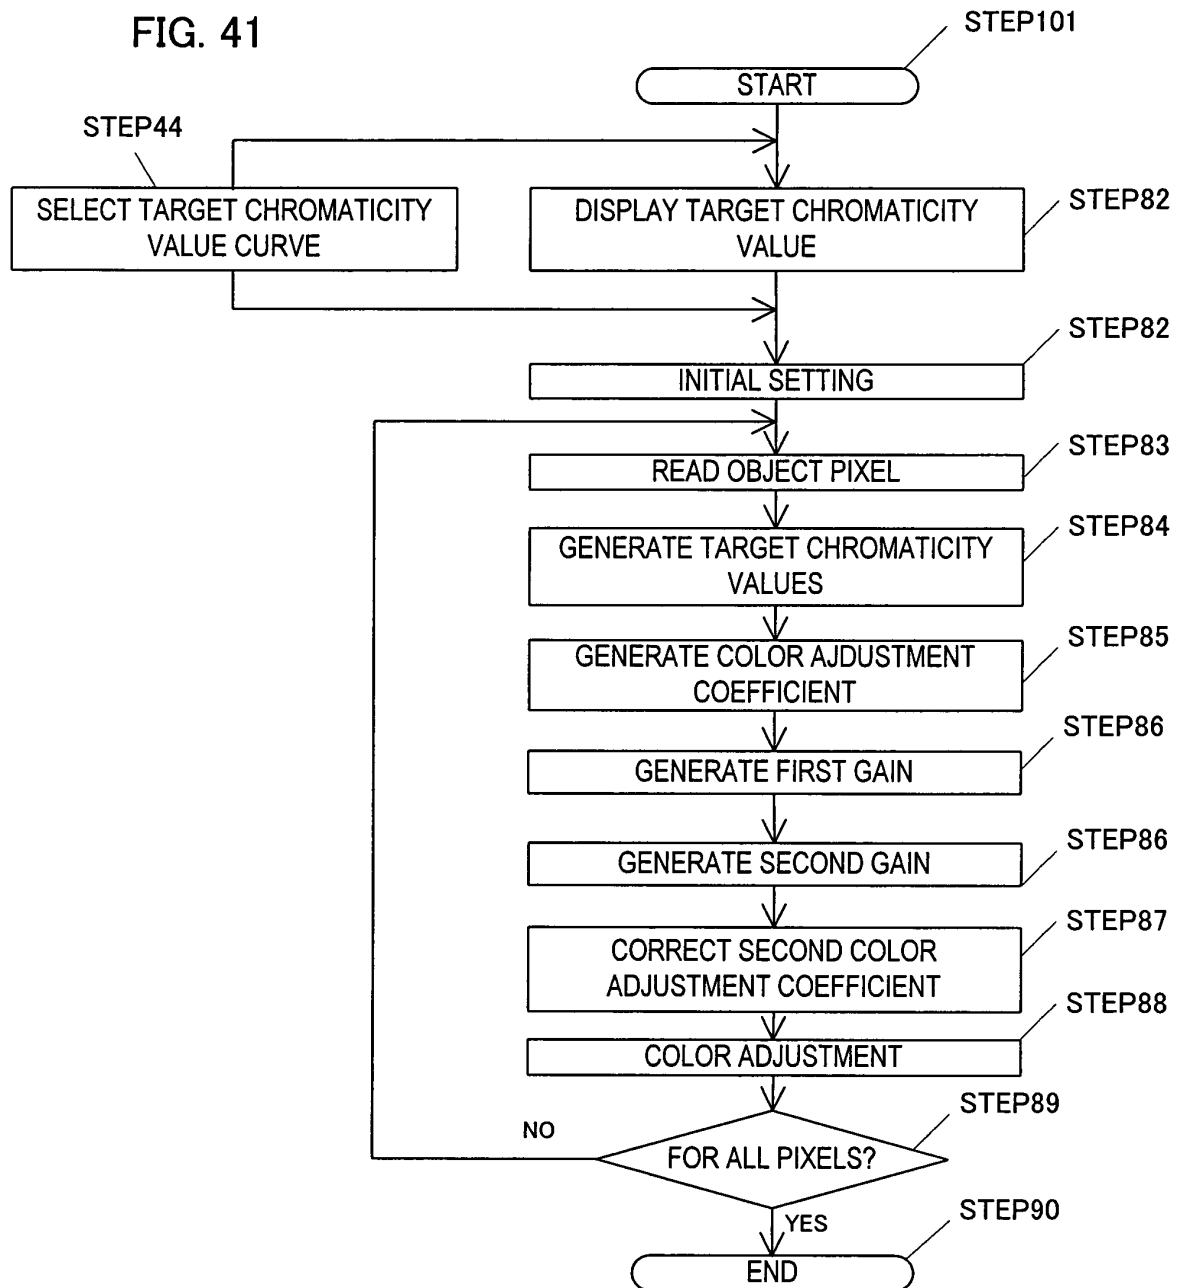 FIG. 41
STEP101
START
STEP44
SELECT TARGET CHROMATICITY
VALUE CURVE
DISPLAY TARGET CHROMATICITY
VALUE
STEP82
STEP82
INITIAL SETTING
STEP83
READ OBJECT PIXEL
STEP84
GENERATE TARGET CHROMATICITY
VALUES
STEP85
GENERATE COLOR AJDUSTMENT
COEFFICIENT
STEP86
GENERATE FIRST GAIN
STEP86
GENERATE SECOND GAIN
STEP87
CORRECT SECOND COLOR
ADJUSTMENT COEFFICIENT
STEP88
COLOR ADJUSTMENT
STEP89
NO
FOR ALL PIXELS?
YES
STEP90
END